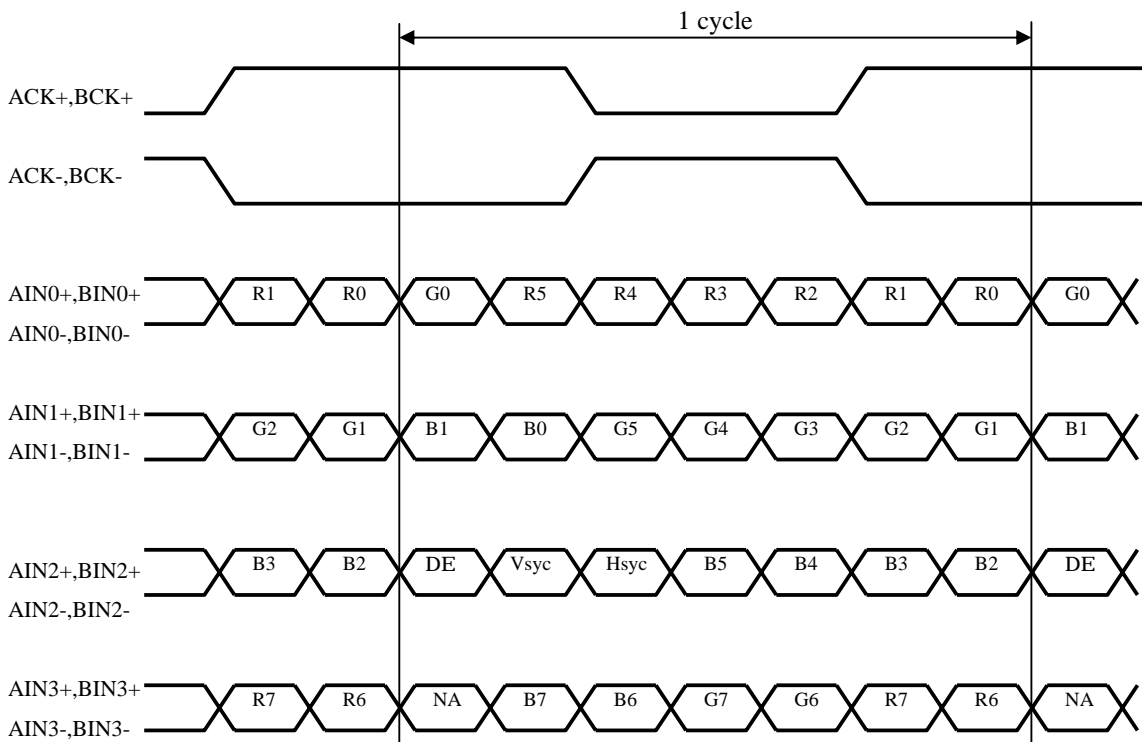 1 cycle
ACK+,BCK+
ACK-,BCK-
AIN0+,BIN0+ R1 R0 G0 R5 R4 R3 R2 R1 R0 G0
AIN0-,BIN0-
AIN1+,BIN1+ G2 G1 B1 B0 G5 G4 G3 G2 G1 B1
AIN1-,BIN1-
AIN2+,BIN2+ B3 B2 DE Vsyc Hsyc B5 B4 B3 B2 DE
AIN2-,BIN2-
AIN3+,BIN3+ R7 R6 NA B7 B6 G7 G6 R7 R6 NA
AIN3-,BIN3-